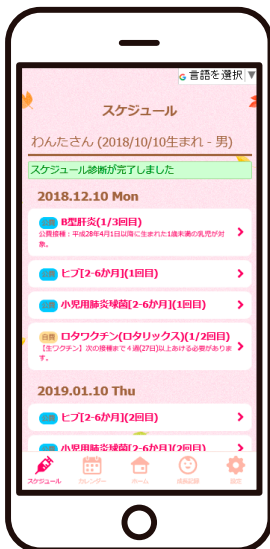 G 言語を選択 ▼
スケジュール
わんたさん (2018/10/10生まれ - 男)
スケジュール診断が完了しました
2018.12.10 Mon
公費 B型肝炎(1/3回目)
公費接種:平成28年4月1日以降に生まれた1歳未満の乳児が対
象。
公費 ヒブ[2-6か月](1回目)
公費 小児用肺炎球菌[2-6か月](1回目)
自費 ロタワクチン(ロタリックス)(1/2回目)
【生ワクチン】次の接種まで4週(27日)以上あける必要がありま
す。
2019.01.10 Thu
公費 ヒブ[2-6か月](2回目)
公費 小児用肺炎球菌[2-6か月](2回目)
スケジュール カレンダー ホーム 成長記録 設定